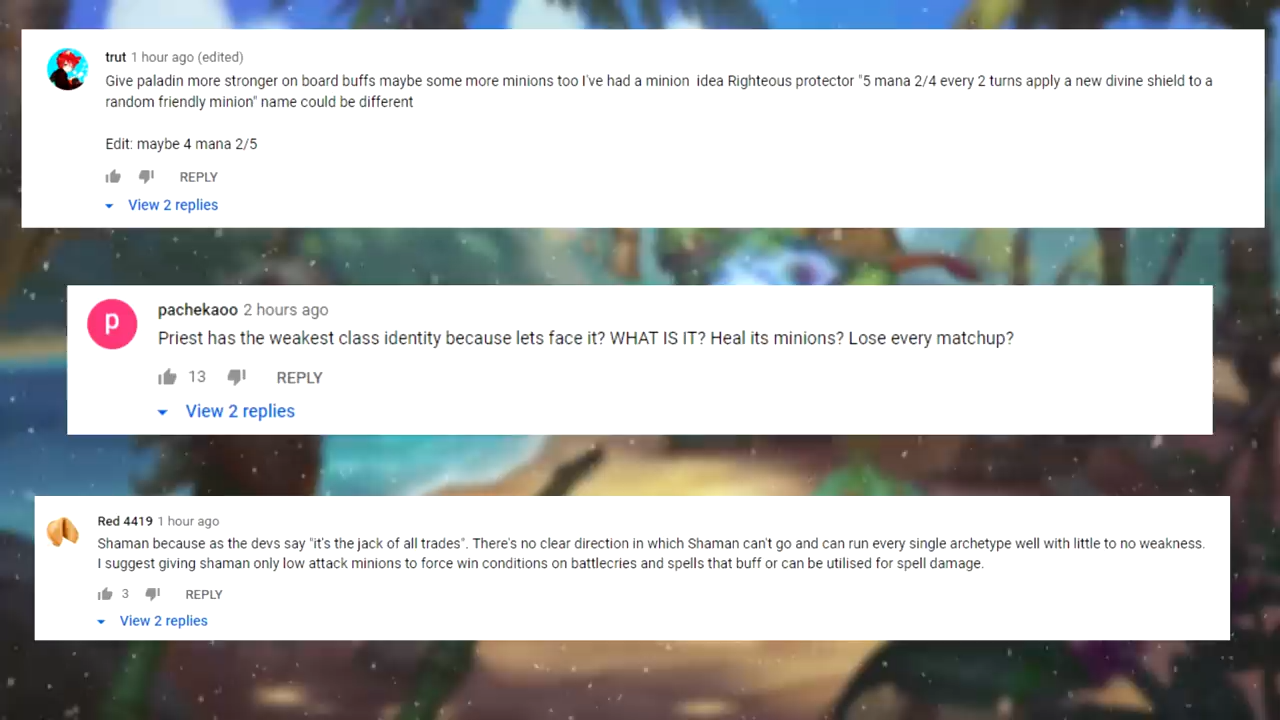 trut 1 hour ago (edited)
Give paladin more stronger on board buffs maybe some more minions too I've had a minion idea Righteous protector "5 mana 2/4 every 2 turns apply a new divine shield to a
random friendly minion" name could be different
Edit: maybe 4 mana 2/5
REPLY
View 2 replies
p
pachekaoo 2 hours ago
Priest has the weakest class identity because lets face it? WHAT IS IT? Heal its minions? Lose every matchup?
13 REPLY
View 2 replies
Red 4419 1 hour ago
Shaman because as the devs say "it's the jack of all trades". There's no clear direction in which Shaman can't go and can run every single archetype well with little to no weakness.
I suggest giving shaman only low attack minions to force win conditions on battlecries and spells that buff or can be utilised for spell damage.
3 REPLY
View 2 replies